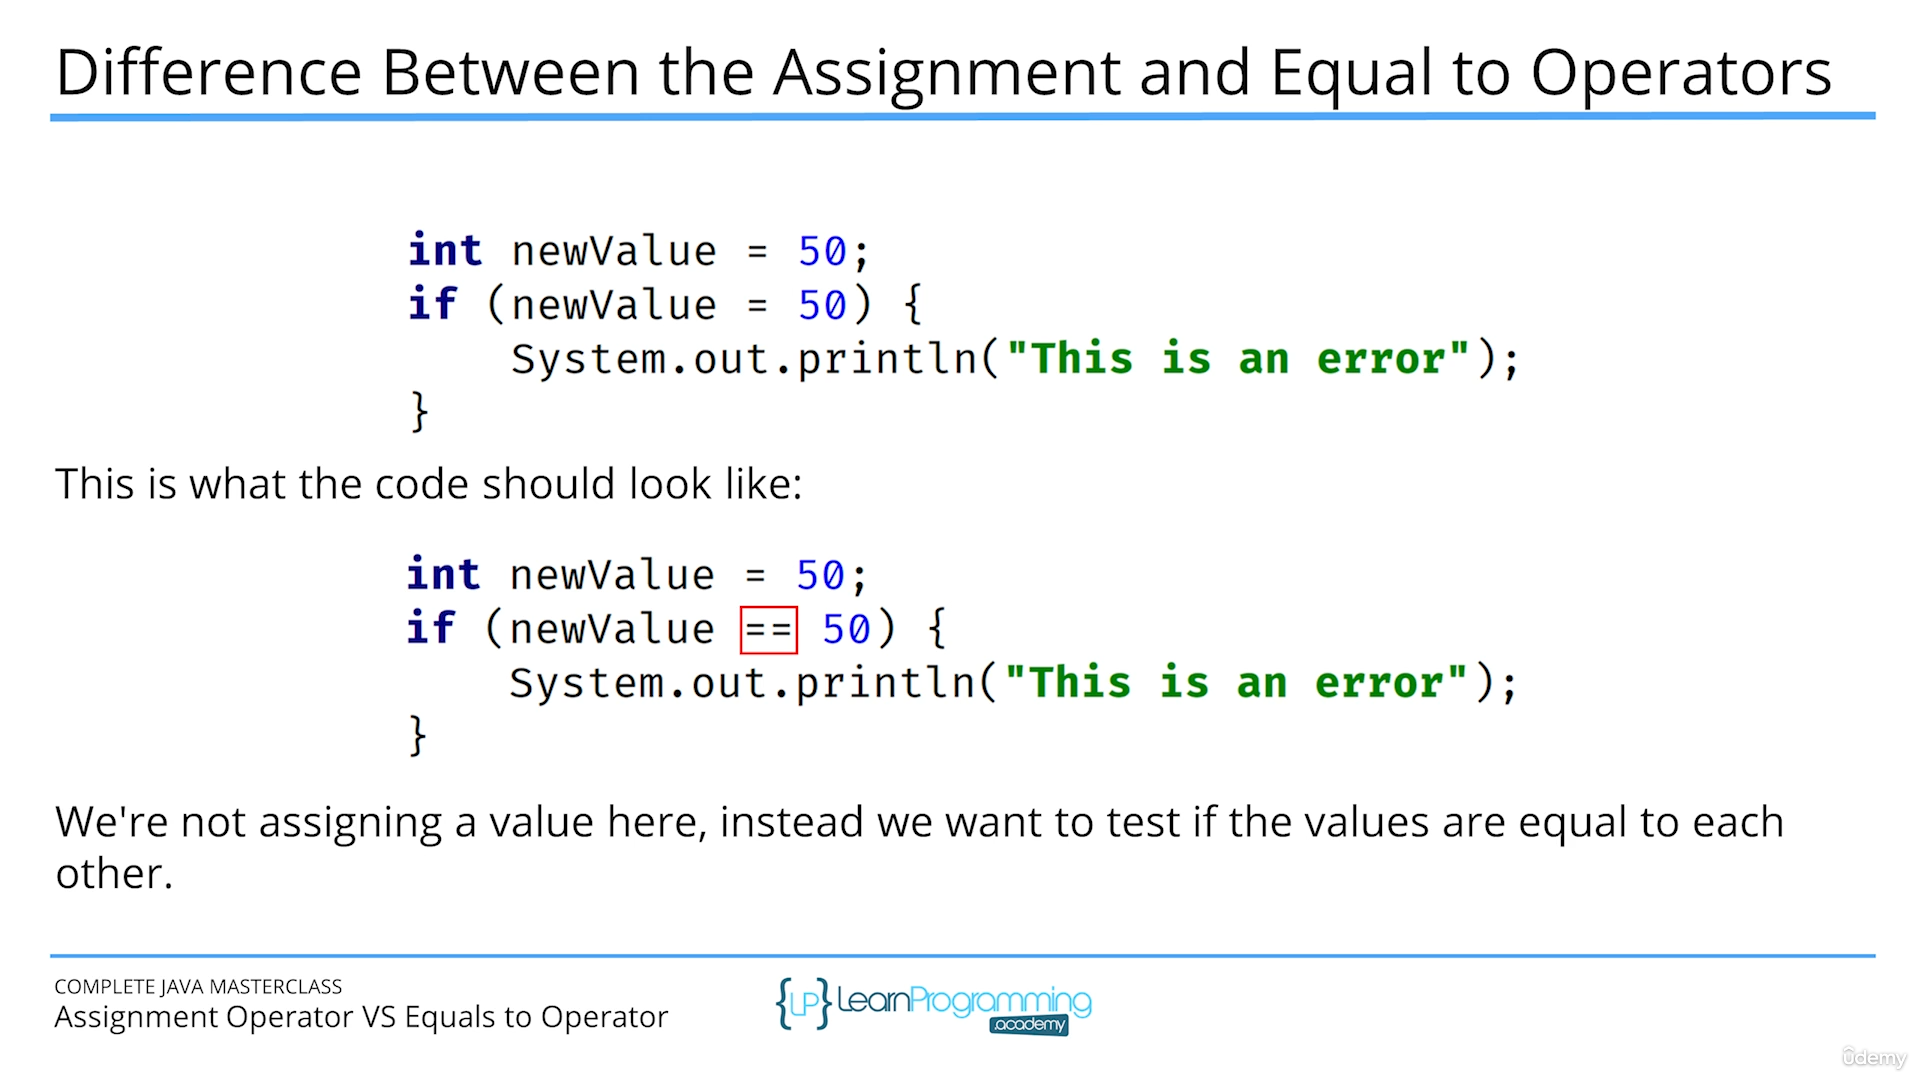 Difference Between the Assignment and Equal to Operators
int newValue = 50;
if (newValue = 50) {
    System.out.println("This is an error");
}
This is what the code should look like:
int newValue = 50;
if (newValue == 50) {
    System.out.println("This is an error");
}
We're not assigning a value here, instead we want to test if the values are equal to each
other.
COMPLETE JAVA MASTERCLASS
Assignment Operator VS Equals to Operator
{LP} LearnProgramming
.academy
ûdemy